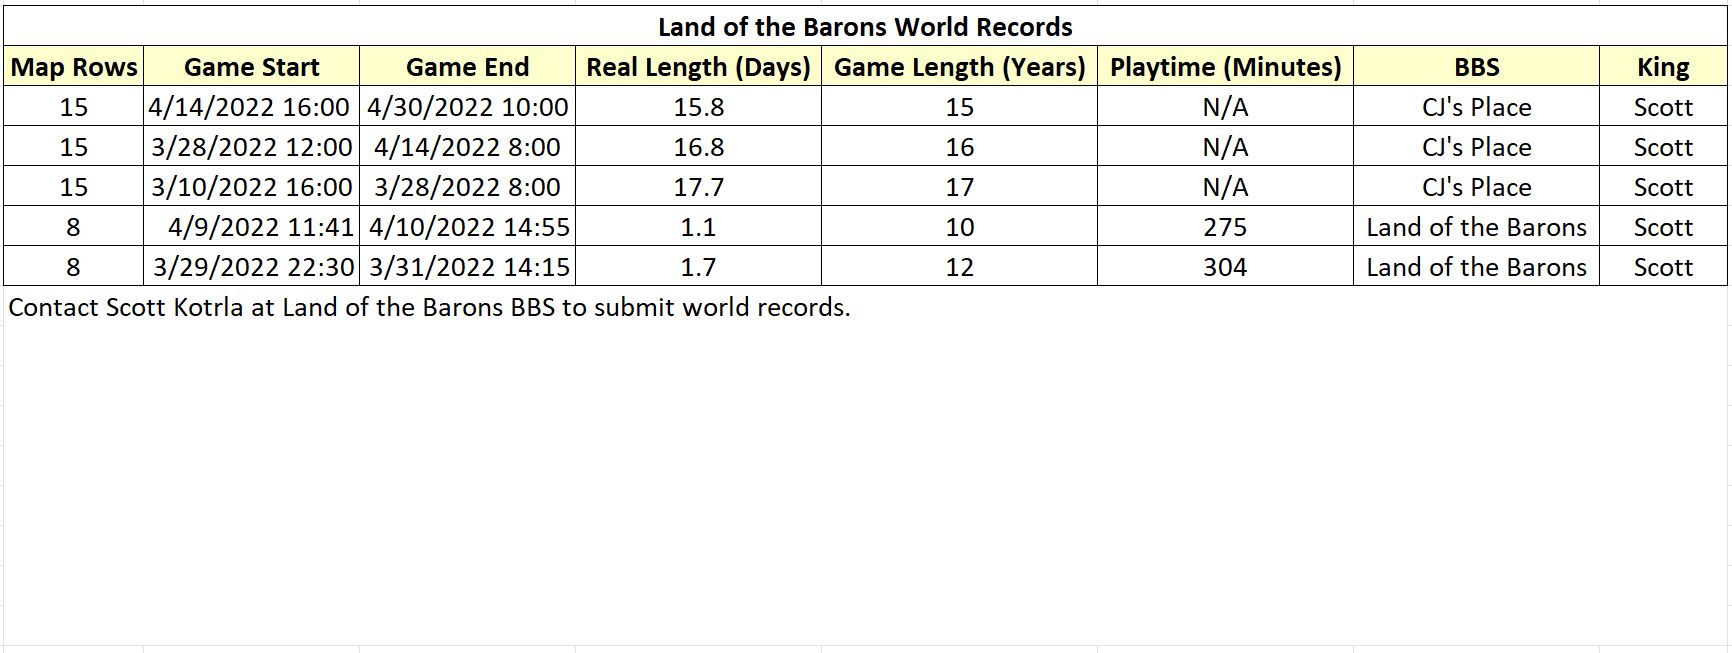 Land of the Barons World Records
Map Rows Game Start Game End Real Length (Days) Game Length (Years) Playtime (Minutes) BBS King
15 4/14/2022 16:00 4/30/2022 10:00 15.8 15 N/A CJ's Place Scott
15 3/28/2022 12:00 4/14/2022 8:00 16.8 16 N/A CJ's Place Scott
15 3/10/2022 16:00 3/28/2022 8:00 17.7 17 N/A CJ's Place Scott
8 4/9/2022 11:41 4/10/2022 14:55 1.1 10 275 Land of the Barons Scott
8 3/29/2022 22:30 3/31/2022 14:15 1.7 12 304 Land of the Barons Scott
Contact Scott Kotrla at Land of the Barons BBS to submit world records.